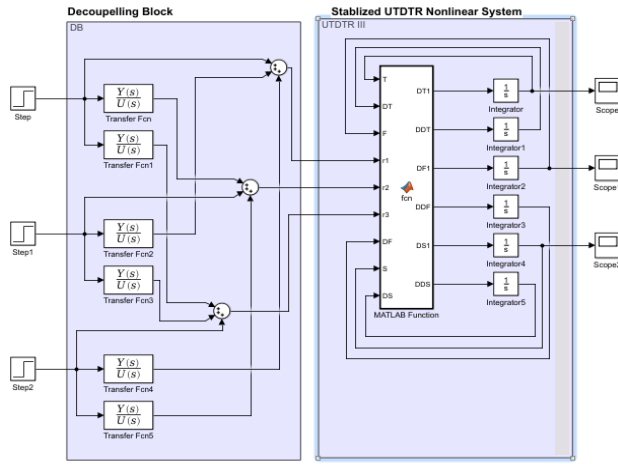 Decoupelling Block
Stablized UTDTR Nonlinear System
DB
UTDTR III
Step
Y(s)
U(s)
Transfer Fcn
Y(s)
U(s)
Transfer Fcn1
Step1
Y(s)
U(s)
Transfer Fcn2
Y(s)
U(s)
Transfer Fcn3
Step2
Y(s)
U(s)
Transfer Fcn4
Y(s)
U(s)
Transfer Fcn5
T
DT
F
r1
r2
r3
DF
S
DS
fcn
DT1
DDT
DF1
DDF
DS1
DDS
MATLAB Function
1
s
Integrator
1
s
Integrator1
1
s
Integrator2
1
s
Integrator3
1
s
Integrator4
1
s
Integrator5
Scope
Scope1
Scope2